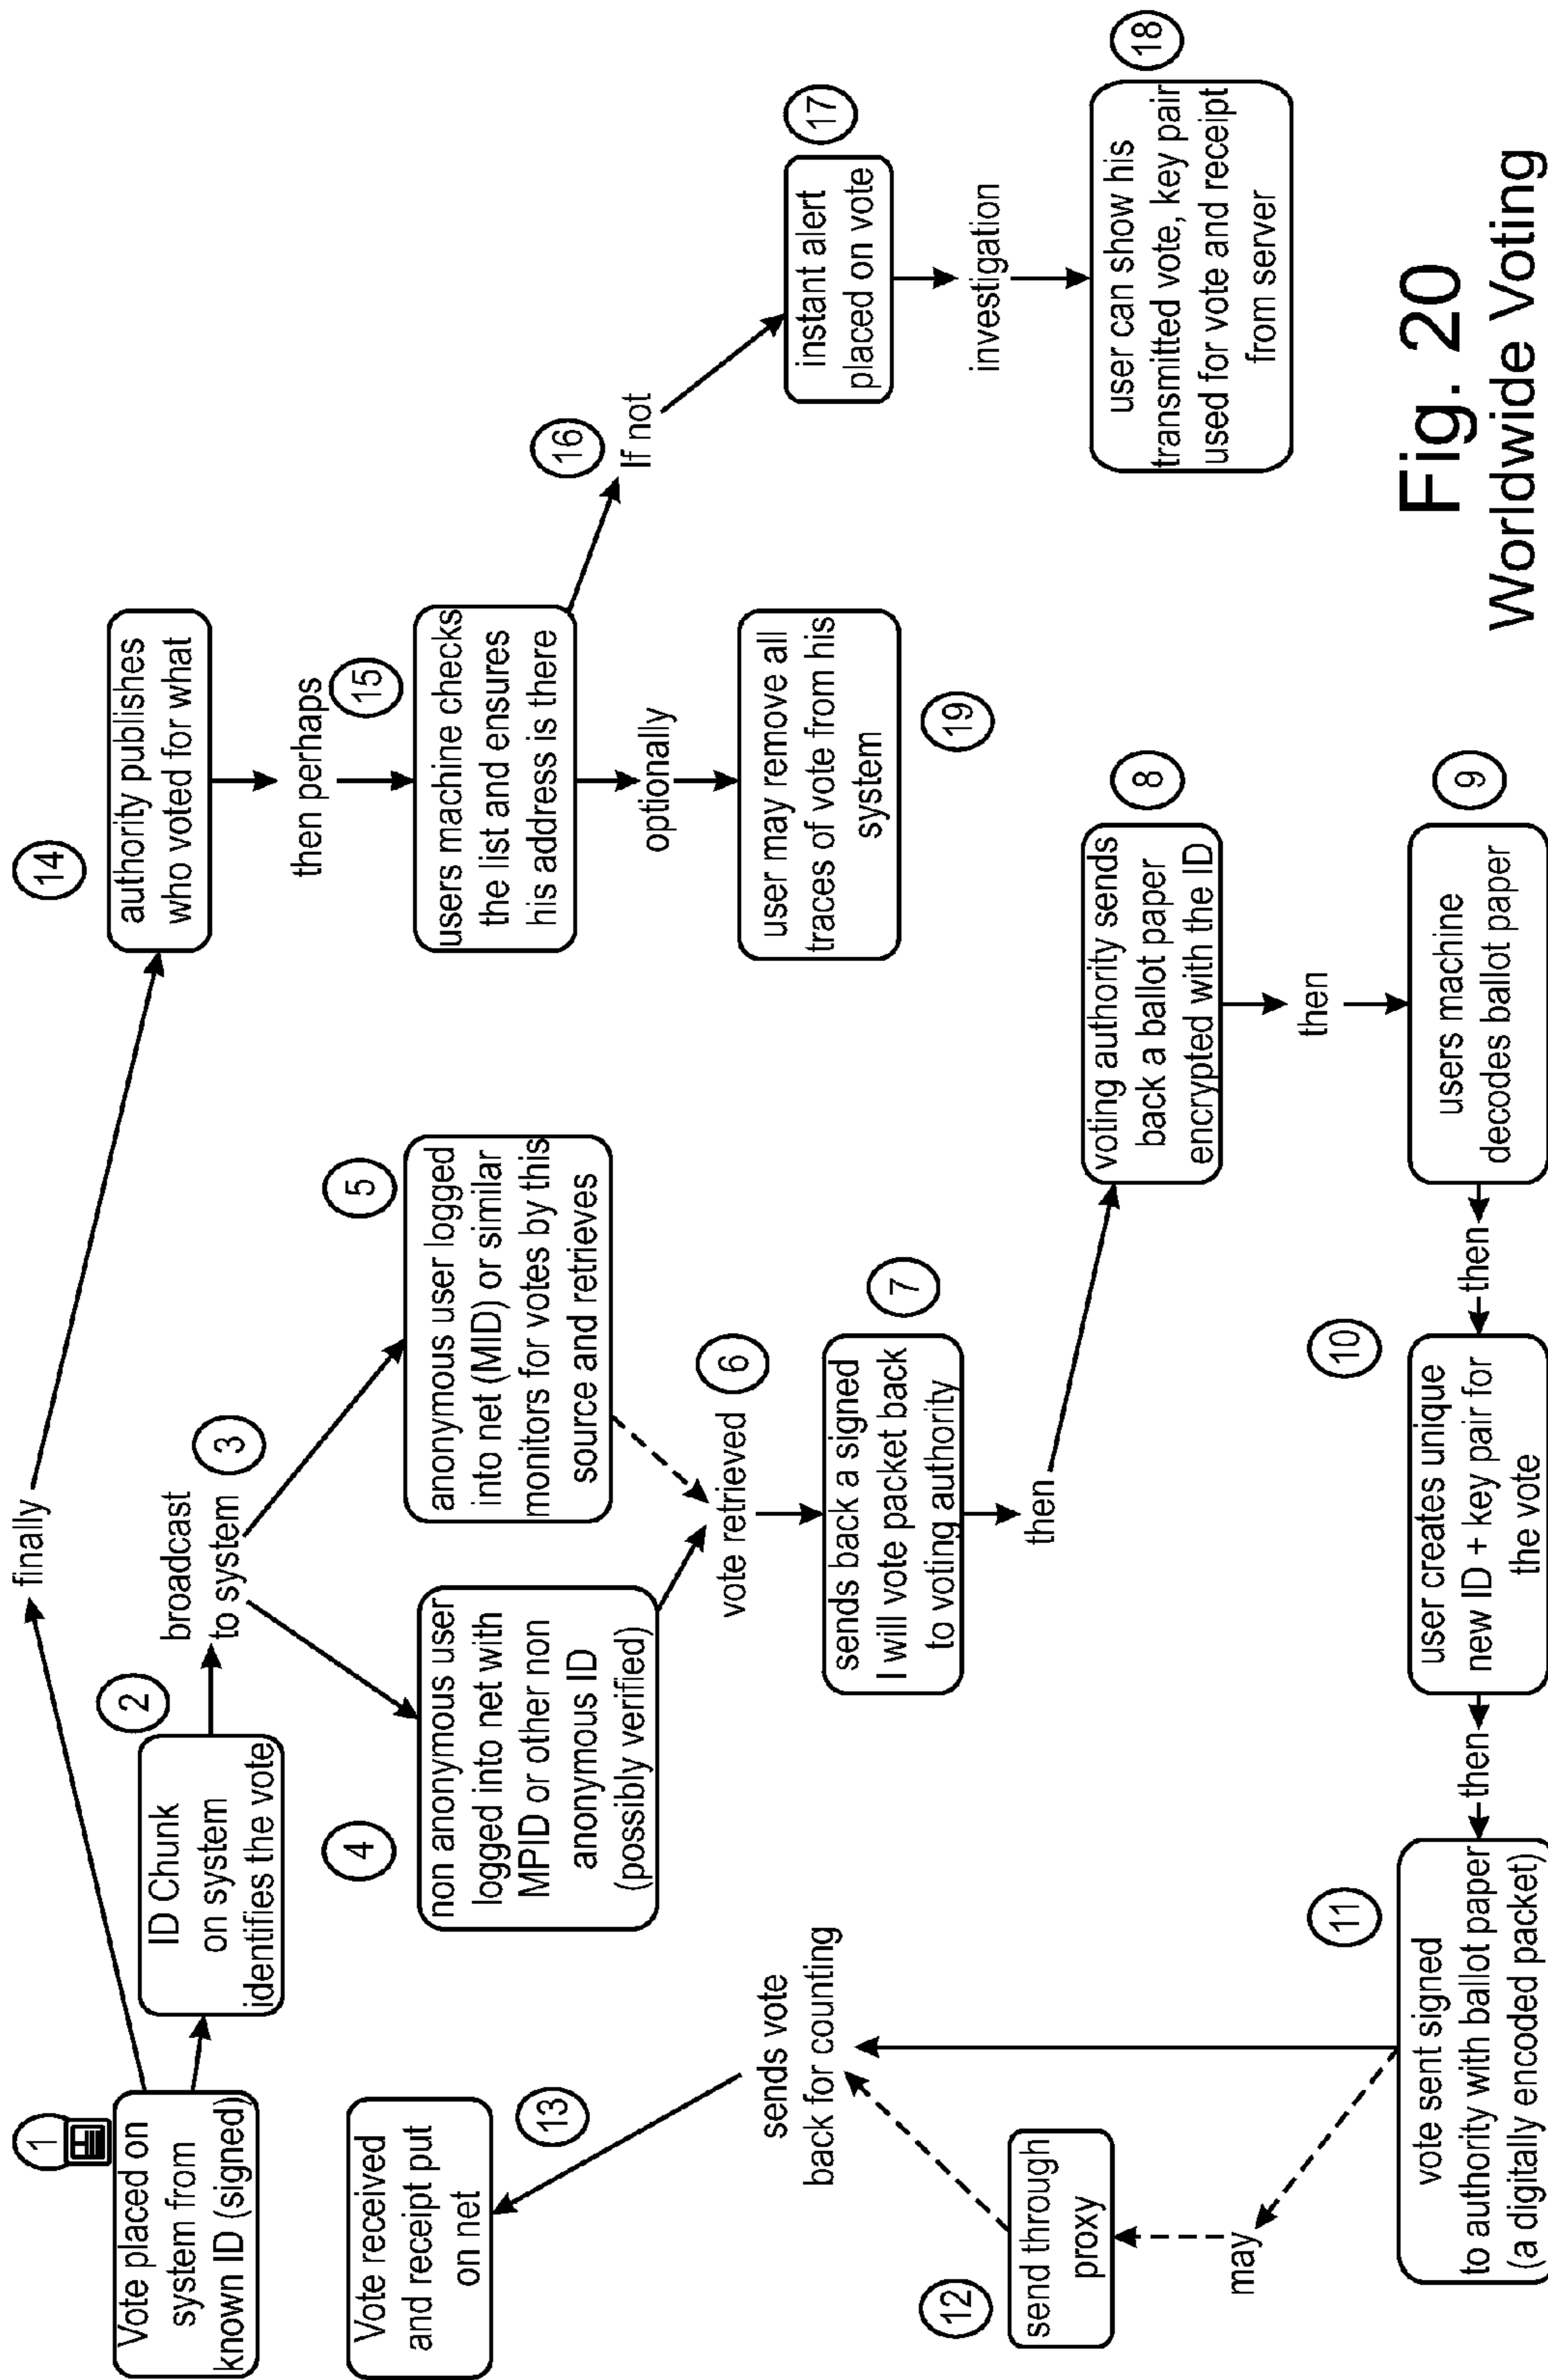 1
Vote placed on
system from
known ID (signed)
2
ID Chunk
on system
identifies the vote
broadcast
to system
3
4
non anonymous user
logged into net with
MPID or other non
anonymous ID
(possibly verified)
5
anonymous user logged
into net (MID) or similar
monitors for votes by this
source and retrieves
vote retrieved
6
sends back a signed
I will vote packet back
to voting authority
7
then
voting authority sends
back a ballot paper
encrypted with the ID
8
then
users machine
decodes ballot paper
9
then
10
user creates unique
new ID + key pair for
the vote
then
11
vote sent signed
to authority with ballot paper
(a digitally encoded packet)
may
12
send through
proxy
sends vote
back for counting
Vote received
and receipt put
on net
13
finally
14
authority publishes
who voted for what
then perhaps
15
users machine checks
the list and ensures
his address is there
optionally
user may remove all
traces of vote from his
system
19
16
If not
instant alert
placed on vote
17
investigation
user can show his
transmitted vote, key pair
used for vote and receipt
from server
18
Fig. 20
Worldwide Voting